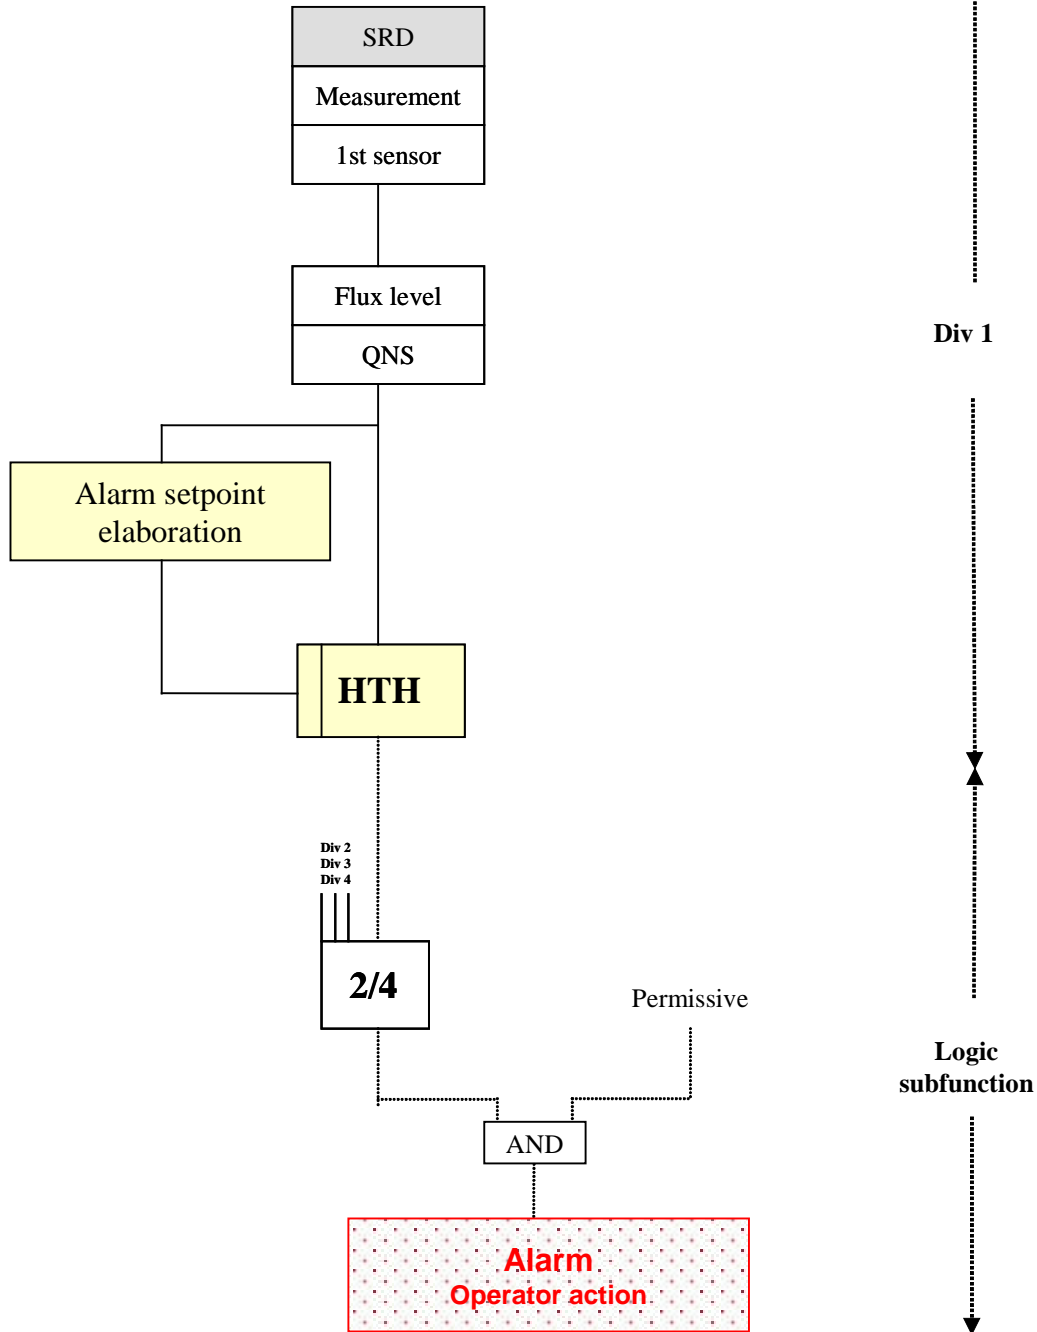 SRD
Measurement
1st sensor
Flux level
QNS
Div 1
Alarm setpoint
elaboration
HTH
Div 2
Div 3
Div 4
2/4
Permissive
Logic
subfunction
AND
Alarm
Operator action